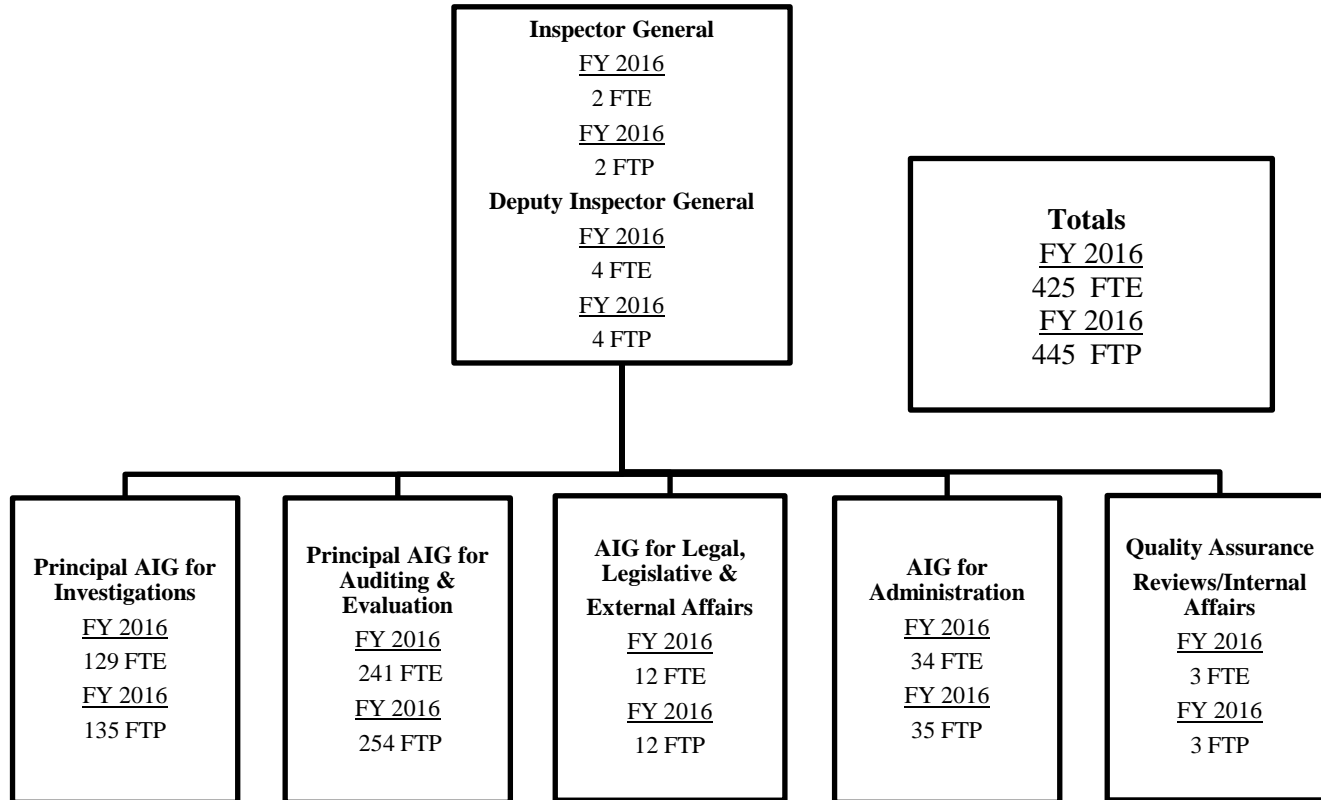 Inspector General
FY 2016
2 FTE
FY 2016
2 FTP
Deputy Inspector General
FY 2016
4 FTE
FY 2016
4 FTP
Totals
FY 2016
425 FTE
FY 2016
445 FTP
Principal AIG for
Investigations
FY 2016
129 FTE
FY 2016
135 FTP
Principal AIG for
Auditing &
Evaluation
FY 2016
241 FTE
FY 2016
254 FTP
AIG for Legal,
Legislative &
External Affairs
FY 2016
12 FTE
FY 2016
12 FTP
AIG for
Administration
FY 2016
34 FTE
FY 2016
35 FTP
Quality Assurance
Reviews/Internal
Affairs
FY 2016
3 FTE
FY 2016
3 FTP